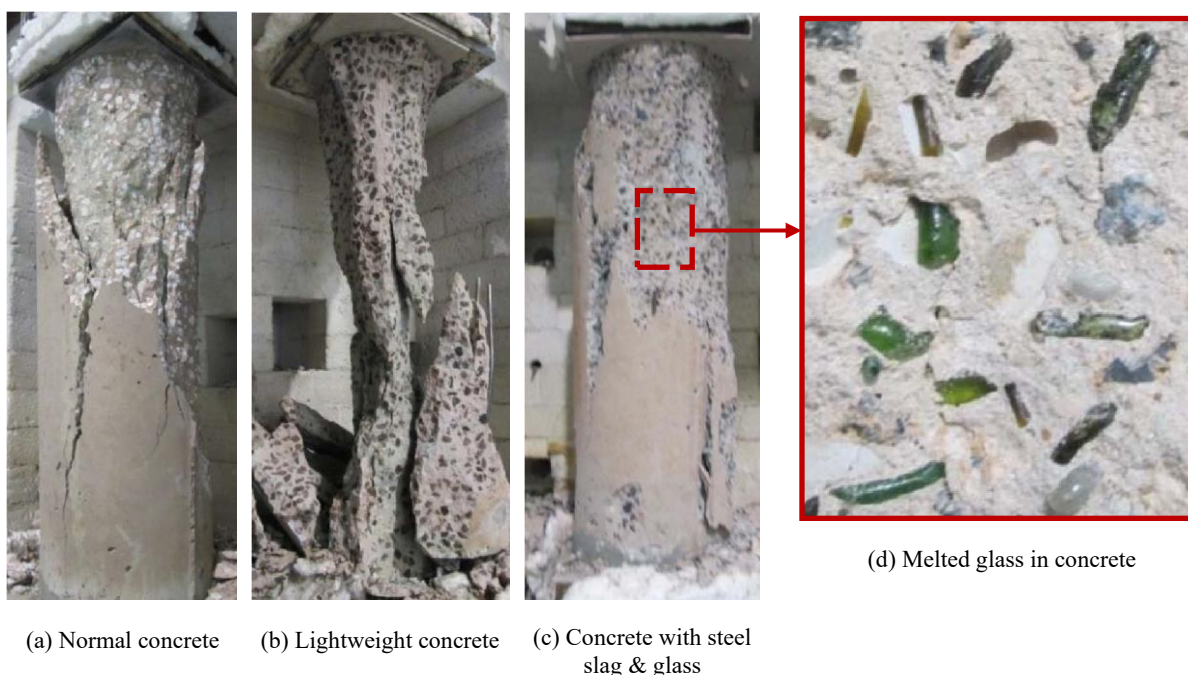 (a) Normal concrete
(b) Lightweight concrete
(c) Concrete with steel
slag & glass
(d) Melted glass in concrete